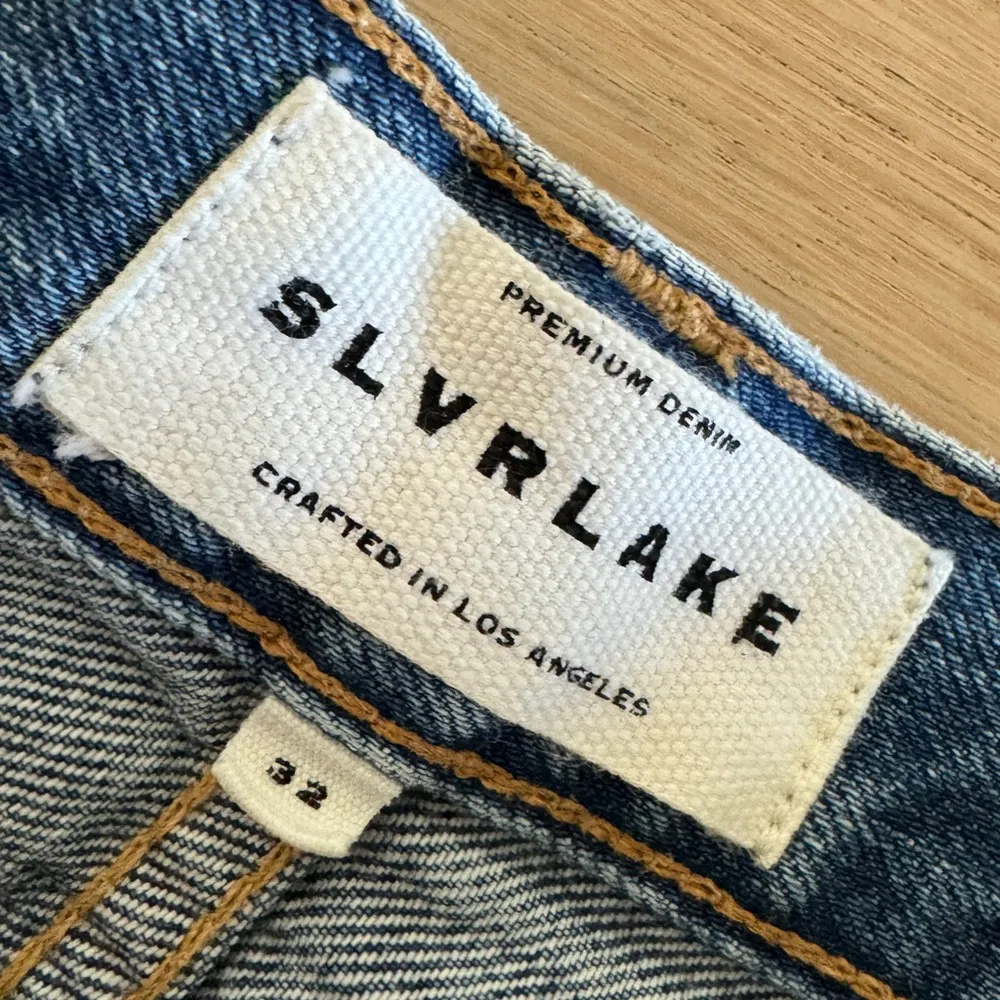 PREMIUM DENIM
SLVRLAKE
CRAFTED IN LOS ANGELES
32